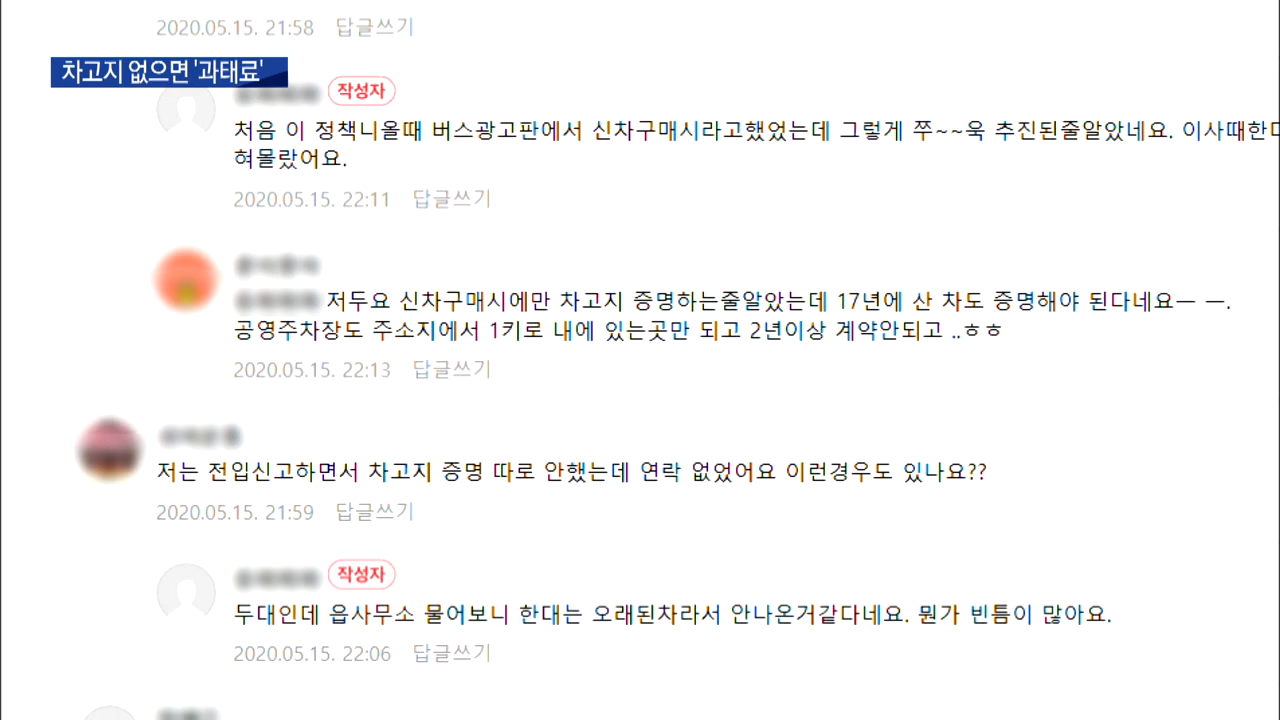 2020.05.15. 21:58 답글쓰기
차고지 없으면 '과태료'
작성자
처음 이 정책니올때 버스광고판에서 신차구매시라고했었는데 그렇게 쭈~~욱 추진된줄알았네요. 이사때한
혀몰랐어요.
2020.05.15. 22:11 답글쓰기
저두요 신차구매시에만 차고지 증명하는줄알았는데 17년에 산 차도 증명해야 된다네요ㅡ ㅡ.
공영주차장도 주소지에서 1키로 내에 있는곳만 되고 2년이상 계약안되고 ..ㅎㅎ
2020.05.15. 22:13 답글쓰기
저는 전입신고하면서 차고지 증명 따로 안했는데 연락 없었어요 이런경우도 있나요??
2020.05.15. 21:59 답글쓰기
작성자
두대인데 읍사무소 물어보니 한대는 오래된차라서 안나온거같다네요. 뭔가 빈틈이 많아요.
2020.05.15. 22:06 답글쓰기